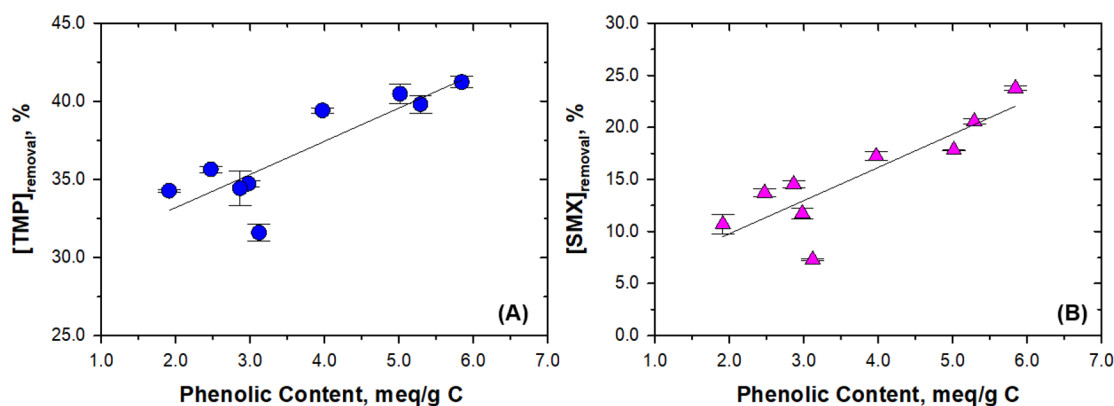 [TMP]removal, %
45.0
40.0
35.0
30.0
25.0
(A)
1.0 2.0 3.0 4.0 5.0 6.0 7.0
Phenolic Content, meq/g C
[SMX]removal, %
30.0
25.0
20.0
15.0
10.0
5.0
0.0
(B)
1.0 2.0 3.0 4.0 5.0 6.0 7.0
Phenolic Content, meq/g C